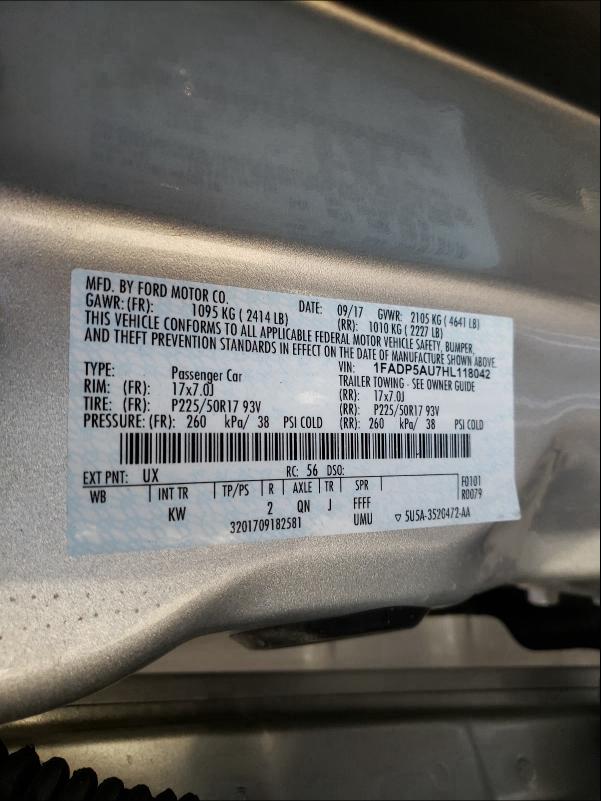 MFD. BY FORD MOTOR CO. DATE: 09/17 GVWR: 2105 KG ( 4641 LB)
GAWR: (FR): 1095 KG ( 2414 LB) (RR): 1010 KG ( 2227 LB)
THIS VEHICLE CONFORMS TO ALL APPLICABLE FEDERAL MOTOR VEHICLE SAFETY, BUMPER,
AND THEFT PREVENTION STANDARDS IN EFFECT ON THE DATE OF MANUFACTURE SHOWN ABOVE.
VIN: 1FADP5AU7HL118042
TYPE: Passenger Car TRAILER TOWING - SEE OWNER GUIDE
RIM: (FR): 17x7.0J (RR): 17x7.0J
TIRE: (FR): P225/50R17 93V (RR): P225/50R17 93V
PRESSURE: (FR): 260 kPa/ 38 PSI COLD (RR): 260 kPa/ 38 PSI COLD
EXT PNT: UX RC: 56 DSO: F0101
WB INT TR TP/PS R AXLE TR SPR R0079
KW 2 QN J FFFF
3201709182581 UMU ▽ 5U5A-3520472-AA